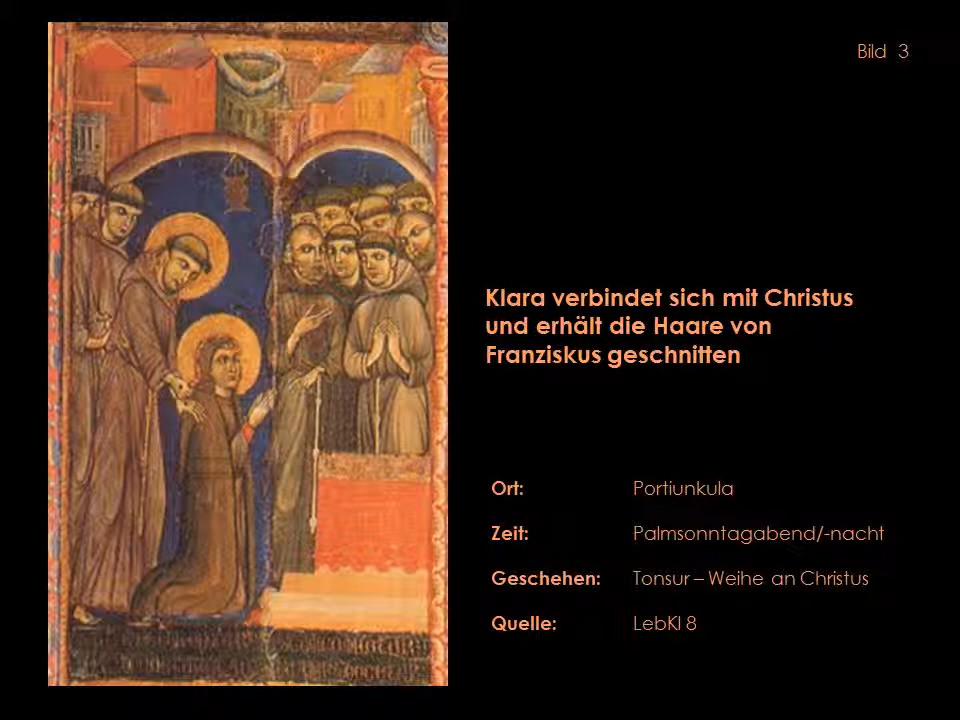 Bild 3
Klara verbindet sich mit Christus
und erhält die Haare von
Franziskus geschnitten
Ort: Portiunkula
Zeit: Palmsonntagabend/-nacht
Geschehen: Tonsur – Weihe an Christus
Quelle: LebKl 8